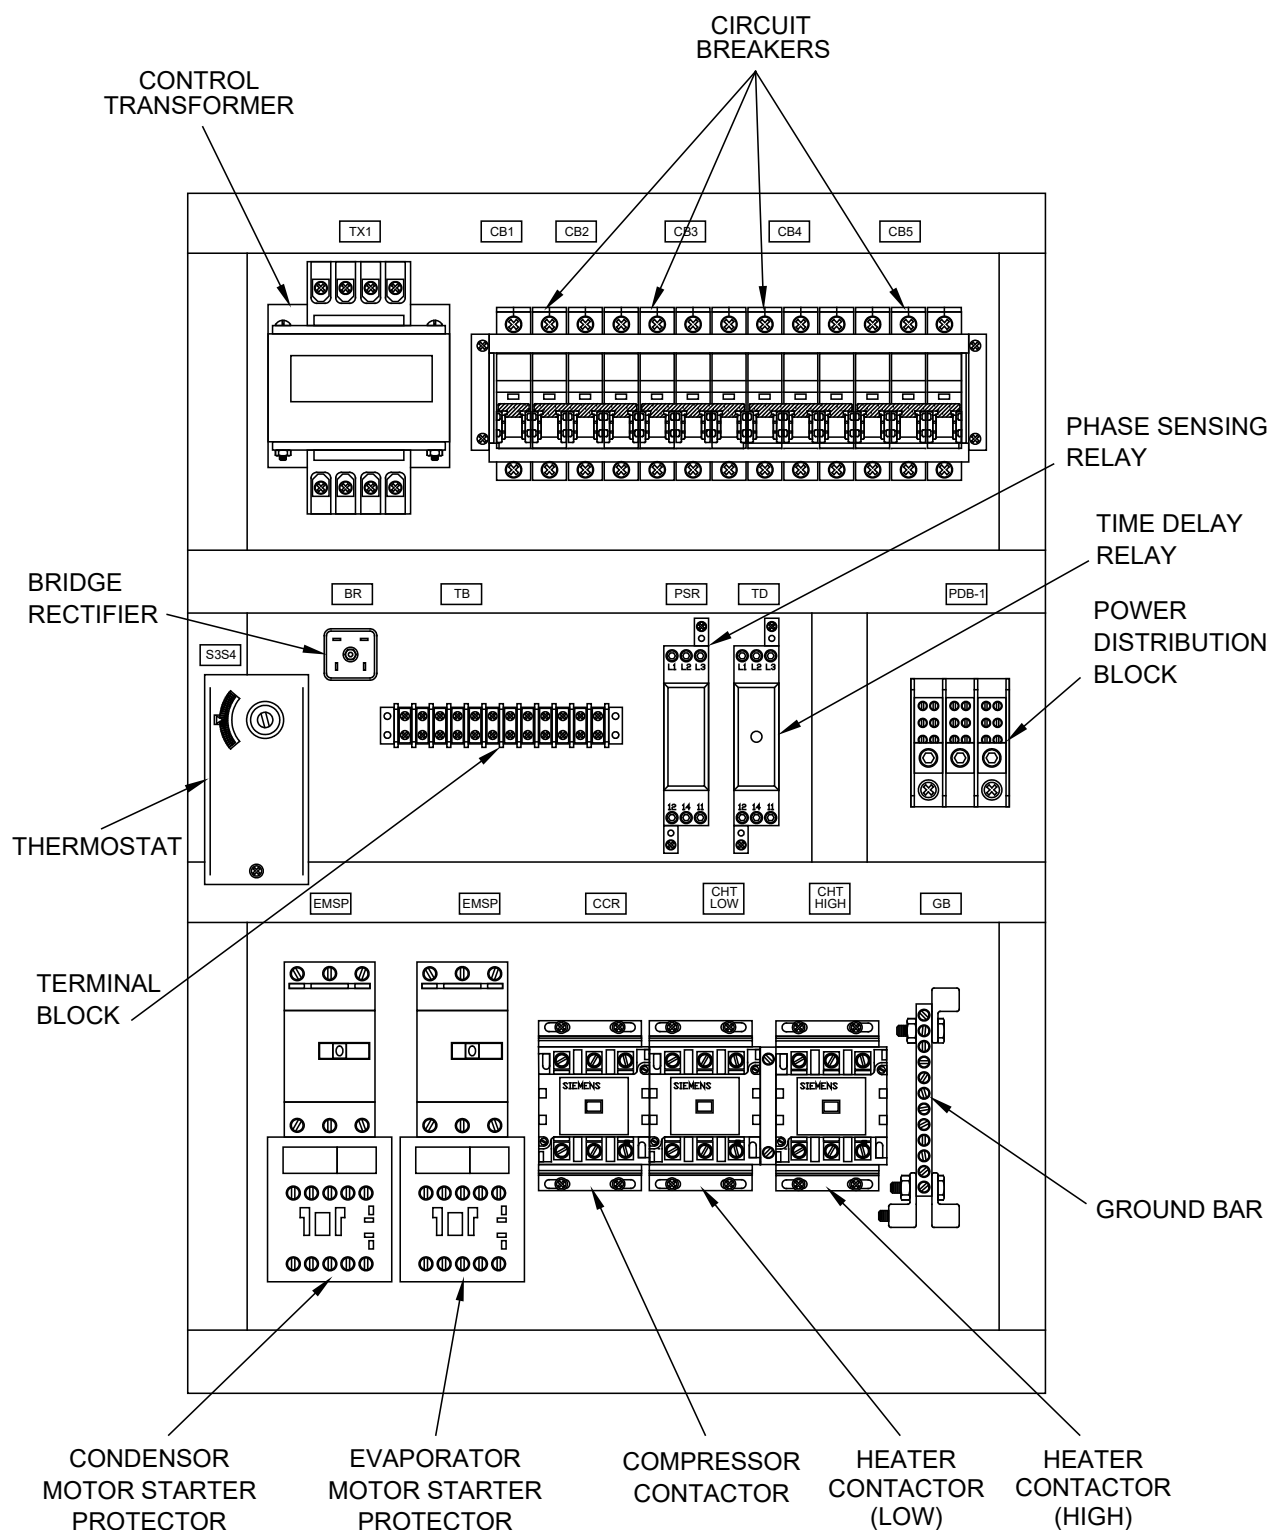 CIRCUIT
BREAKERS
CONTROL
TRANSFORMER
TX1
CB1
CB2
CB3
CB4
CB5
PHASE SENSING
RELAY
TIME DELAY
RELAY
BRIDGE
RECTIFIER
BR
TB
PSR
TD
PDB-1
POWER
DISTRIBUTION
BLOCK
S3S4
L1 L2 L3
L1 L2 L3
12 14 11
12 14 11
THERMOSTAT
EMSP
EMSP
CCR
CHT
LOW
CHT
HIGH
GB
TERMINAL
BLOCK
SIEMENS
SIEMENS
SIEMENS
GROUND BAR
CONDENSOR
MOTOR STARTER
PROTECTOR
EVAPORATOR
MOTOR STARTER
PROTECTOR
COMPRESSOR
CONTACTOR
HEATER
CONTACTOR
(LOW)
HEATER
CONTACTOR
(HIGH)